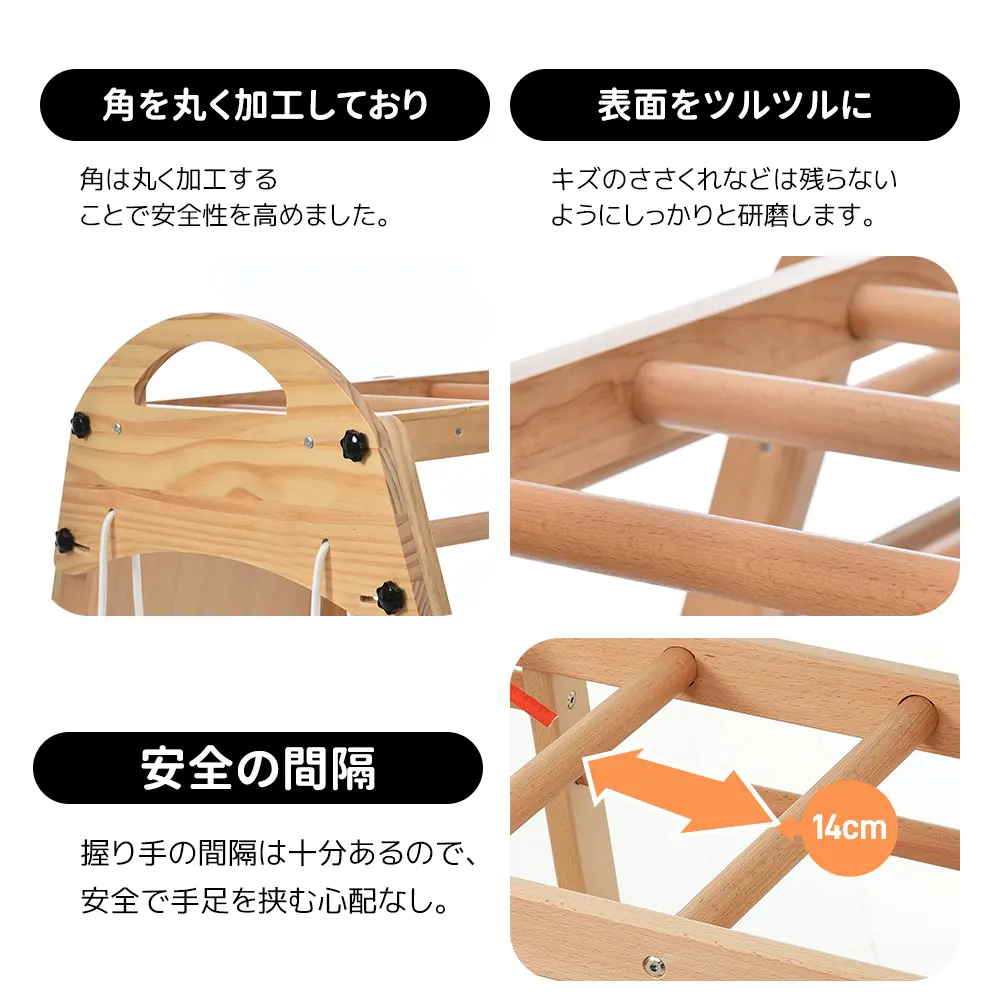 角を丸く加工しており
角は丸く加工する
ことで安全性を高めました。
表面をツルツルに
キズのささくれなどは残らない
ようにしっかりと研磨します。
安全の間隔
握り手の間隔は十分あるので、
安全で手足を挟む心配なし。
14cm